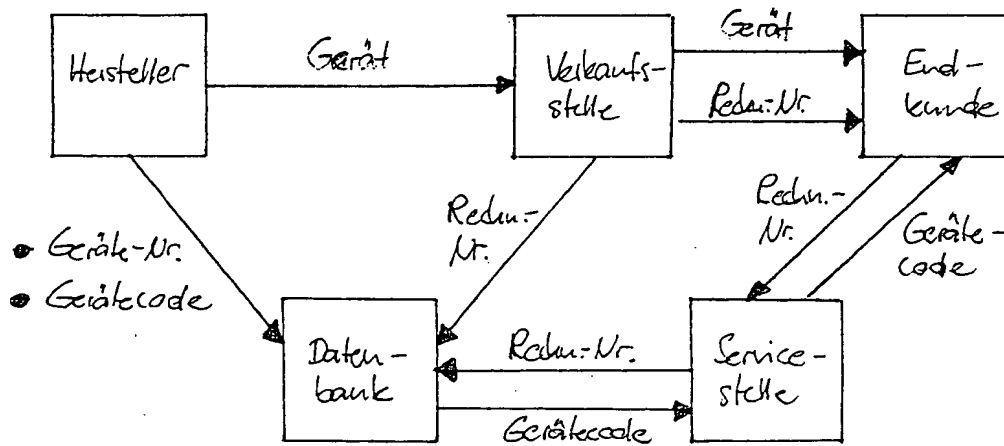 Hersteller
Gerät
Verkaufs-
stelle
Gerät
Rechn.-Nr.
End-
kunde
• Geräte-Nr.
• Gerätecode
Rechn.-
Nr.
Rechn.-
Nr.
Geräte-
code
Daten-
bank
Rechn.-Nr.
Gerätecode
Service-
stelle